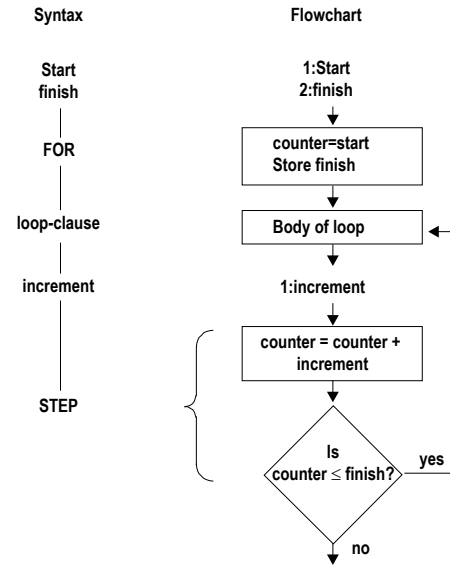 Syntax
Flowchart
Start
finish
FOR
loop-clause
increment
STEP
1:Start
2:finish
counter=start
Store finish
Body of loop
1:increment
counter = counter +
increment
Is
counter ≤ finish?
yes
no